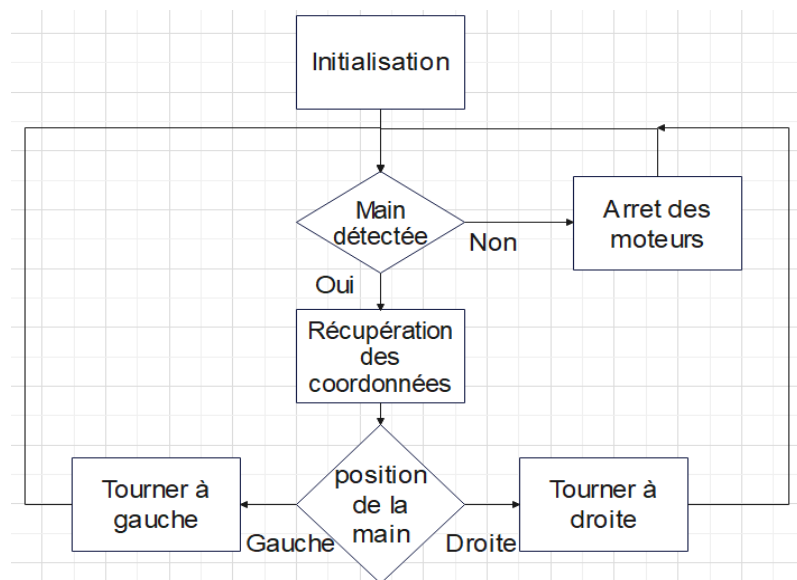 Initialisation
Main
détectée
Non
Arret des
moteurs
Oui
Récupération
des
coordonnées
position
de la
main
Tourner à
gauche
Gauche
Droite
Tourner à
droite